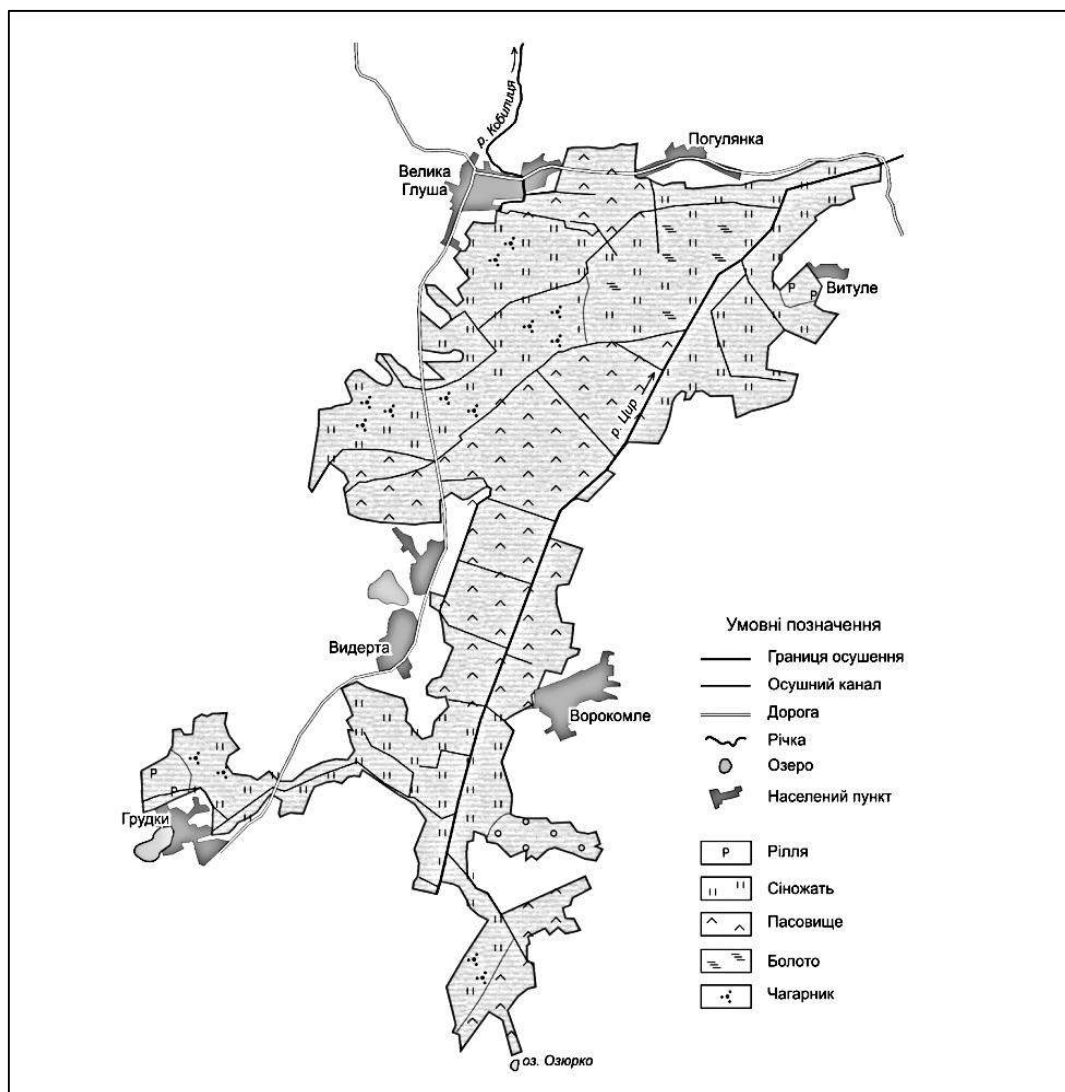 р. Кобилиця
Погулянка
Велика
Глуша
Витуле
р. Цир
Видерта
Ворокомле
Грудки
оз. Озюрко
Умовні позначення
Границя осушення
Осушний канал
Дорога
Річка
Озеро
Населений пункт
Р
Р
Р
Р
Р Рілля
Сіножать
Пасовище
Болото
Чагарник